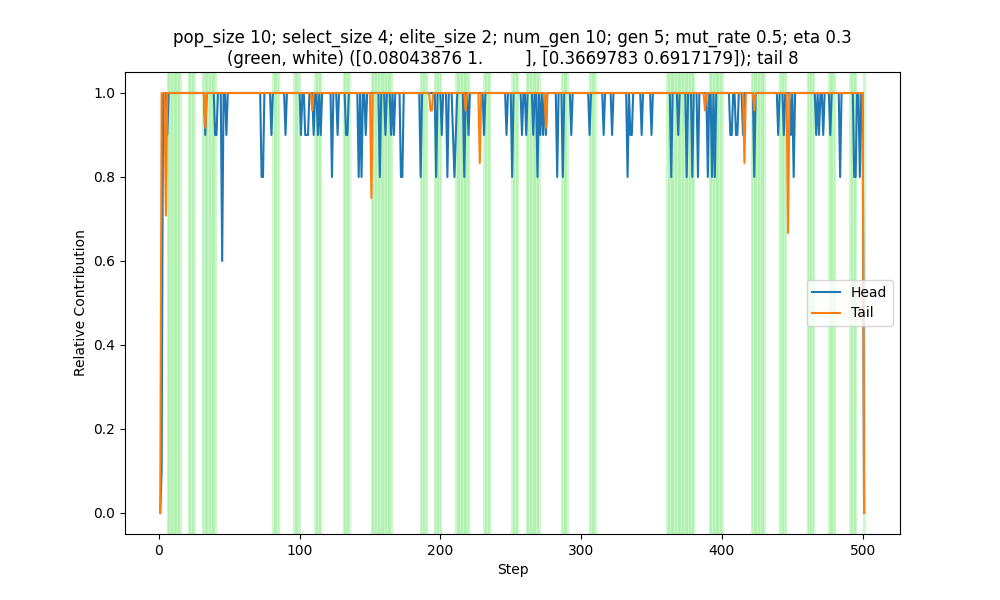 pop_size 10; select_size 4; elite_size 2; num_gen 10; gen 5; mut_rate 0.5; eta 0.3
(green, white) ([0.08043876 1.         ], [0.3669783 0.6917179]); tail 8
1.0
0.8
0.6
0.4
0.2
0.0
Relative Contribution
Head
Tail
0 100 200 300 400 500
Step